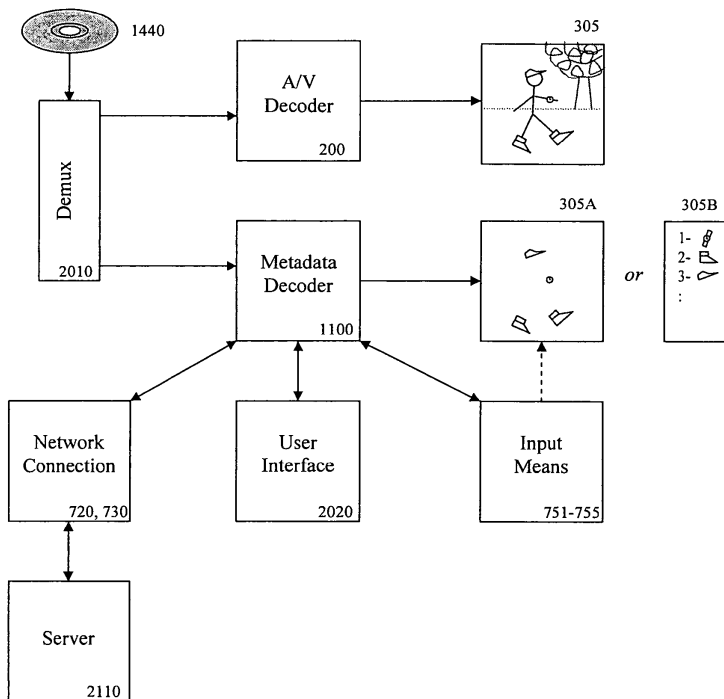 1440
305
A/V
Decoder
200
Demux
2010
305A
305B
Metadata
Decoder
1100
or
1-
2-
3-
:
Network
Connection
720, 730
User
Interface
2020
Input
Means
751-755
Server
2110